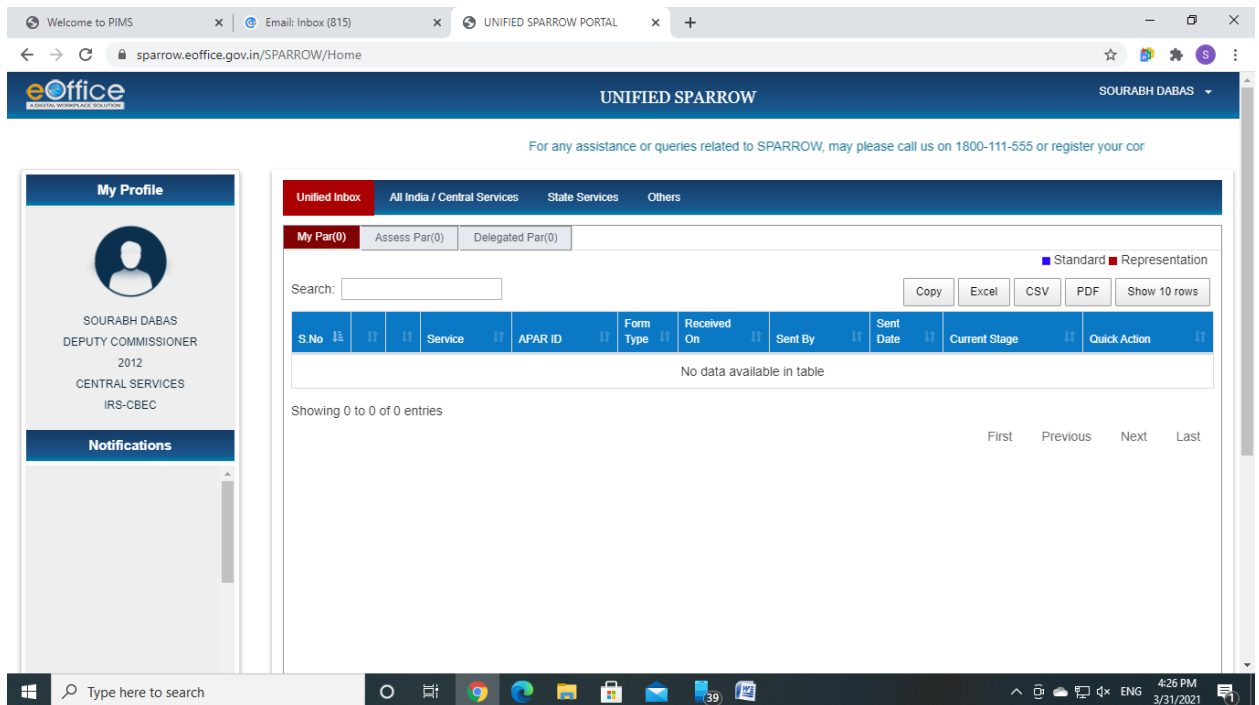 Welcome to PIMS
Email: Inbox (815)
UNIFIED SPARROW PORTAL
sparrow.eoffice.gov.in/SPARROW/Home
S
eOffice
A DIGITAL WORKPLACE SOLUTION
UNIFIED SPARROW
SOURABH DABAS
For any assistance or queries related to SPARROW, may please call us on 1800-111-555 or register your cor
My Profile
SOURABH DABAS
DEPUTY COMMISSIONER
2012
CENTRAL SERVICES
IRS-CBEC
Notifications
Unified Inbox All India / Central Services State Services Others
My Par(0) Assess Par(0) Delegated Par(0)
Standard Representation
Search:
Copy Excel CSV PDF Show 10 rows
S.No Service APAR ID Form Type Received On Sent By Sent Date Current Stage Quick Action
No data available in table
Showing 0 to 0 of 0 entries
First Previous Next Last
Type here to search
(39)
ENG
4:26 PM
3/31/2021
1